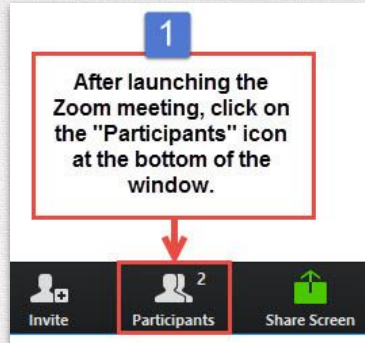 1
After launching the
Zoom meeting, click on
the "Participants" icon
at the bottom of the
window.
2
Invite
Participants
Share Screen